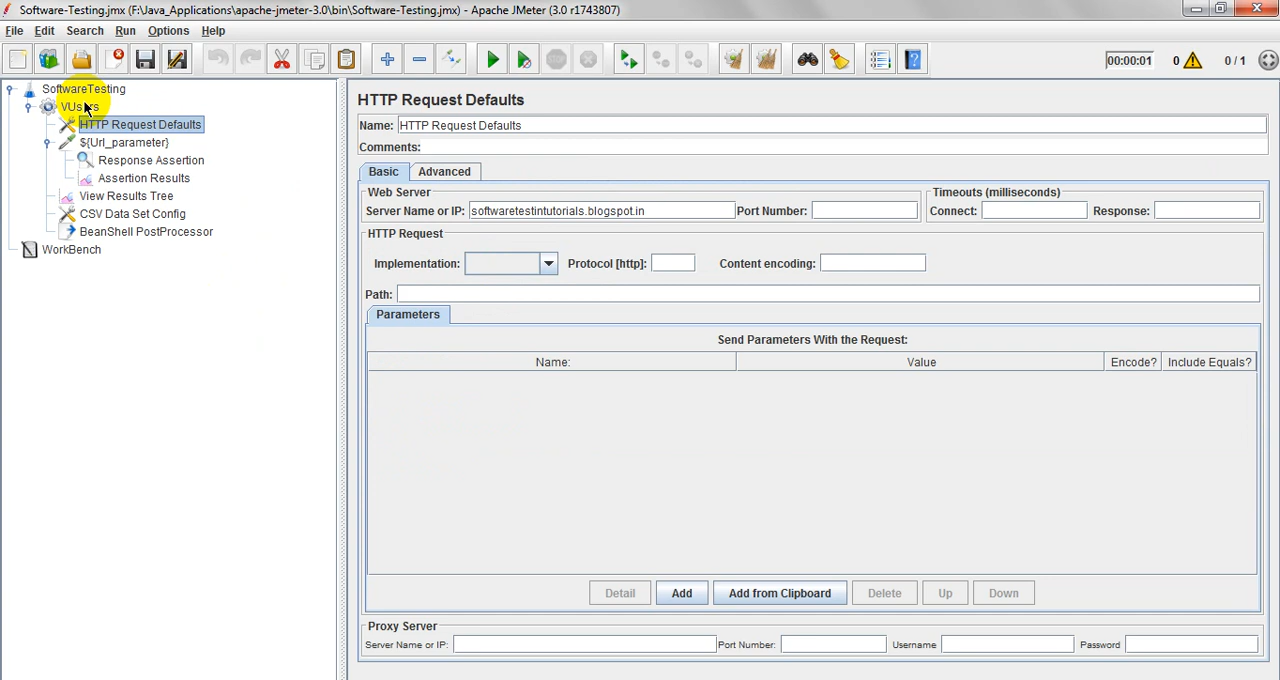 Software-Testing.jmx (F:\Java_Applications\apache-jmeter-3.0\bin\Software-Testing.jmx) - Apache JMeter (3.0 r1743807)
File Edit Search Run Options Help
00:00:01 0 0 / 1
SoftwareTesting
HTTP Request Defaults
${Url_parameter}
Response Assertion
Assertion Results
View Results Tree
CSV Data Set Config
BeanShell PostProcessor
WorkBench
HTTP Request Defaults
Name: HTTP Request Defaults
Comments:
Basic Advanced
Web Server Timeouts (milliseconds)
Server Name or IP: softwaretestintutorials.blogspot.in Port Number: Connect: Response:
HTTP Request
Implementation: Protocol [http]: Content encoding:
Path:
Parameters
Send Parameters With the Request:
Name: Value Encode? Include Equals?
Detail Add Add from Clipboard Delete Up Down
Proxy Server
Server Name or IP: Port Number: Username Password